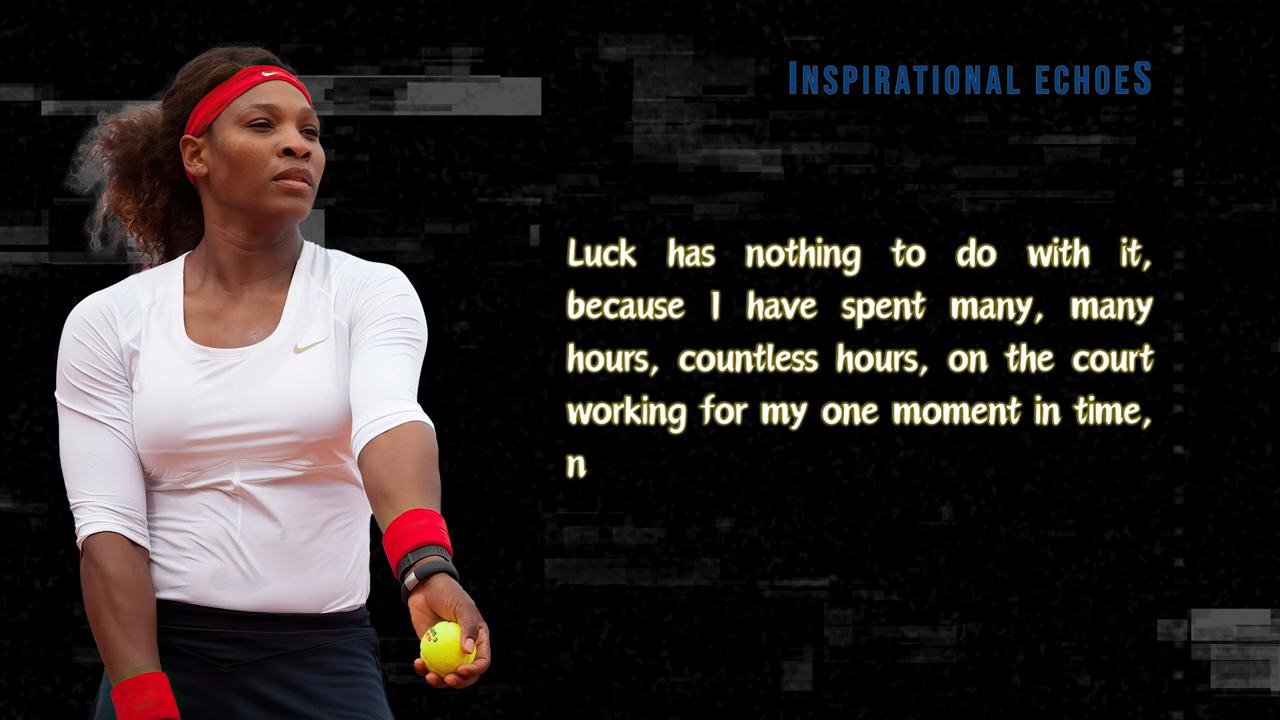 INSPIRATIONAL ECHOES
Luck has nothing to do with it,
because I have spent many, many
hours, countless hours, on the court
working for my one moment in time,
n